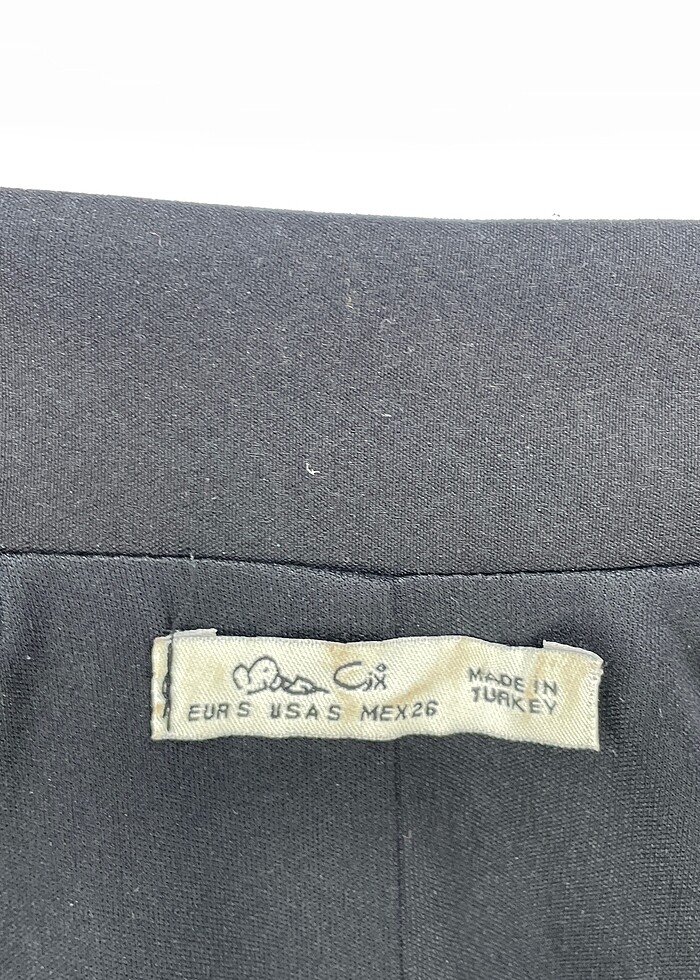 Miss Cix
EUR S USA S MEX26
MADE IN
TURKEY